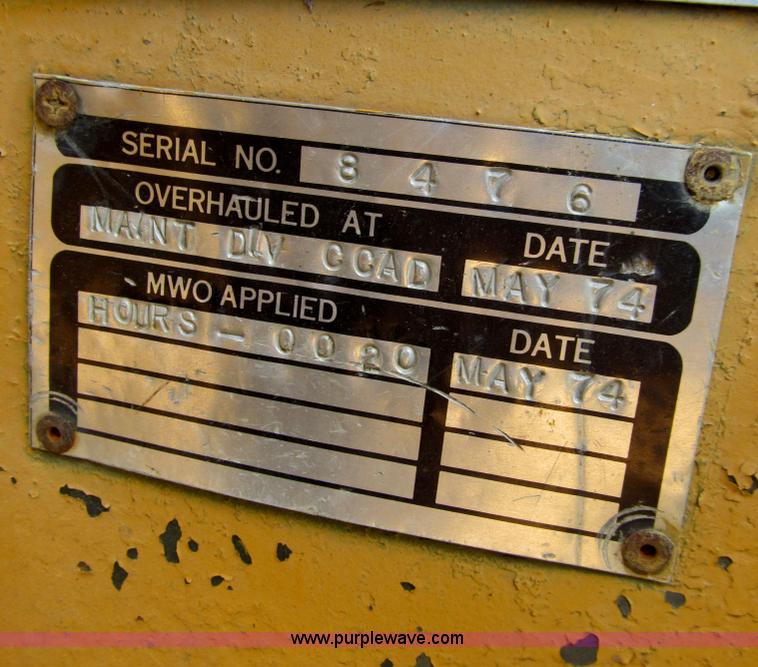 SERIAL NO. 8476
OVERHAULED AT DATE
MAINT DIV CCAD MAY 74
MWO APPLIED DATE
HOURS - 0020 MAY 74
www.purplewave.com